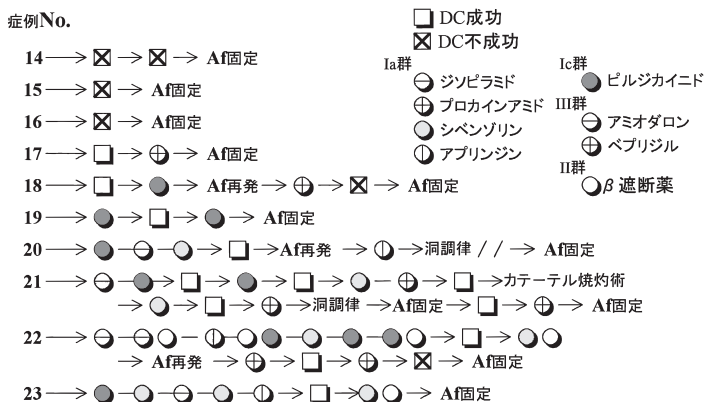 症例No.
DC成功
DC不成功
Ia群
ジソピラミド
プロカインアミド
シベンゾリン
アプリンジン
Ic群
ピルジカイニド
III群
アミオダロン
ベプリジル
II群
β遮断薬
14 Af固定
15 Af固定
16 Af固定
17 Af固定
18 Af再発 Af固定
19 Af固定
20 Af再発 洞調律 // Af固定
21 カテーテル焼灼術
洞調律 Af固定 Af固定
22
Af再発 Af固定
23 Af固定